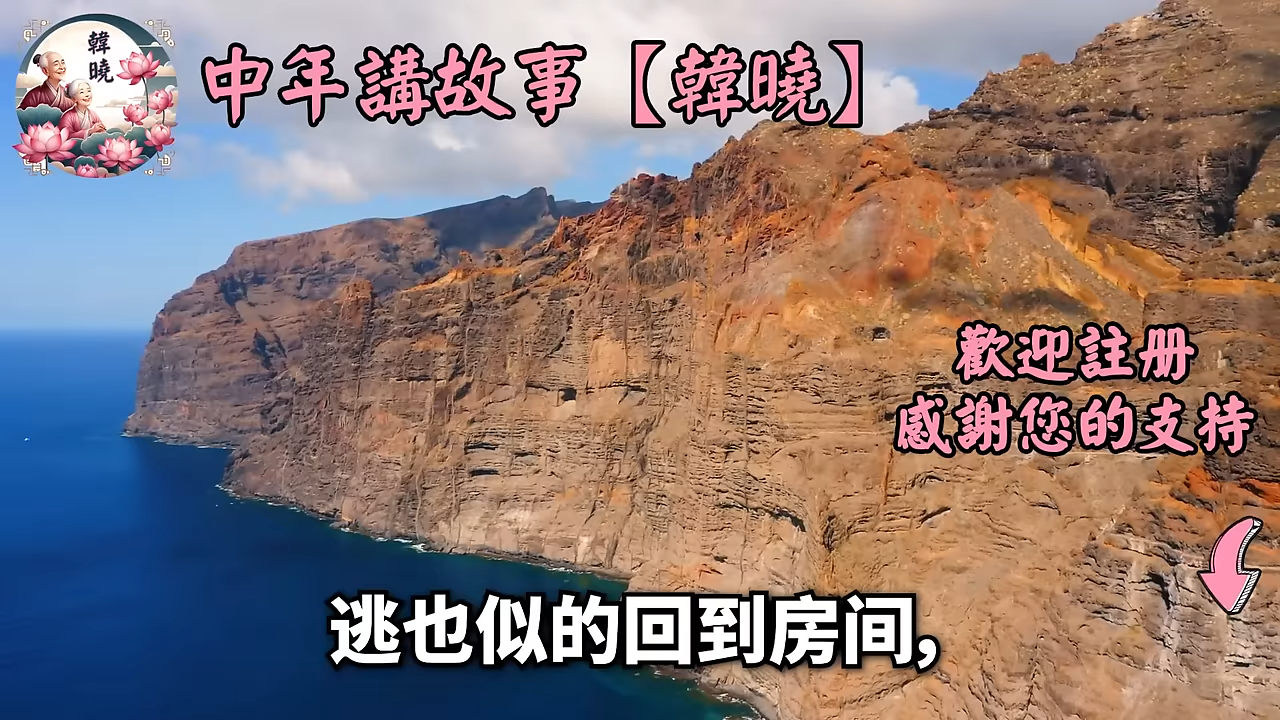 韓
曉
中年講故事【韓曉】
歡迎註册
感謝您的支持
逃也似的回到房间,